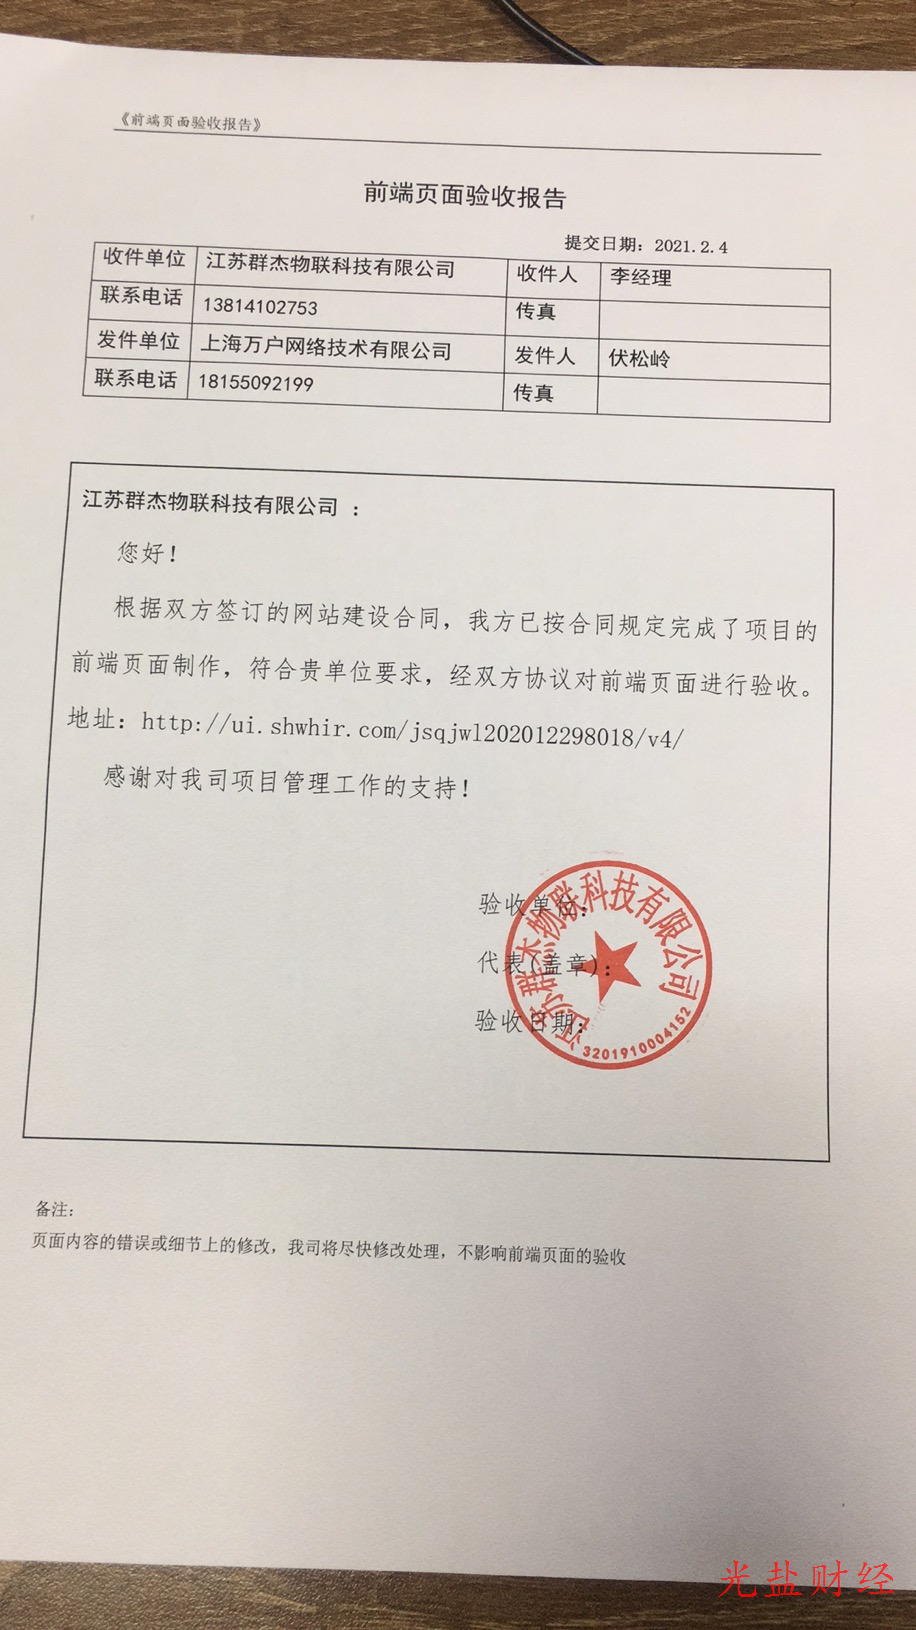 《前端页面验收报告》
前端页面验收报告
提交日期：2021.2.4
收件单位 江苏群杰物联科技有限公司 收件人 李经理
联系电话 13814102753 传真
发件单位 上海万户网络技术有限公司 发件人 伏松岭
联系电话 18155092199 传真
江苏群杰物联科技有限公司 ：
您好！
根据双方签订的网站建设合同，我方已按合同规定完成了项目的
前端页面制作，符合贵单位要求，经双方协议对前端页面进行验收。
地址：http://ui.shwhir.com/jsqjwl202012298018/v4/
感谢对我司项目管理工作的支持！
验收单位：
代表（盖章）：
验收日期：
江苏群杰物联科技有限公司
3201910004152
备注：
页面内容的错误或细节上的修改，我司将尽快修改处理，不影响前端页面的验收
光盐财经